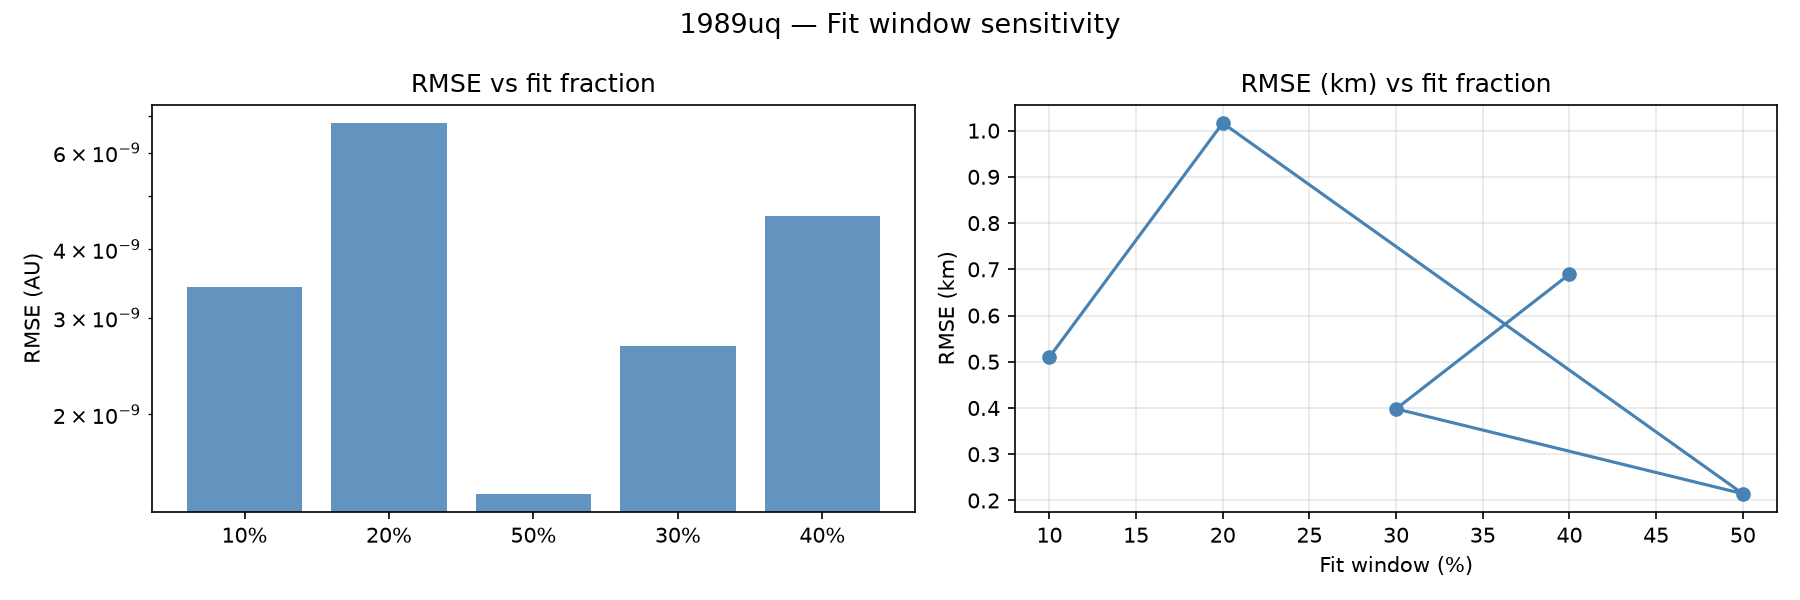 1989uq — Fit window sensitivity
RMSE vs fit fraction
RMSE (AU)
6 × 10⁻⁹
4 × 10⁻⁹
3 × 10⁻⁹
2 × 10⁻⁹
10% 20% 50% 30% 40%
RMSE (km) vs fit fraction
RMSE (km)
1.0
0.9
0.8
0.7
0.6
0.5
0.4
0.3
0.2
10 15 20 25 30 35 40 45 50
Fit window (%)